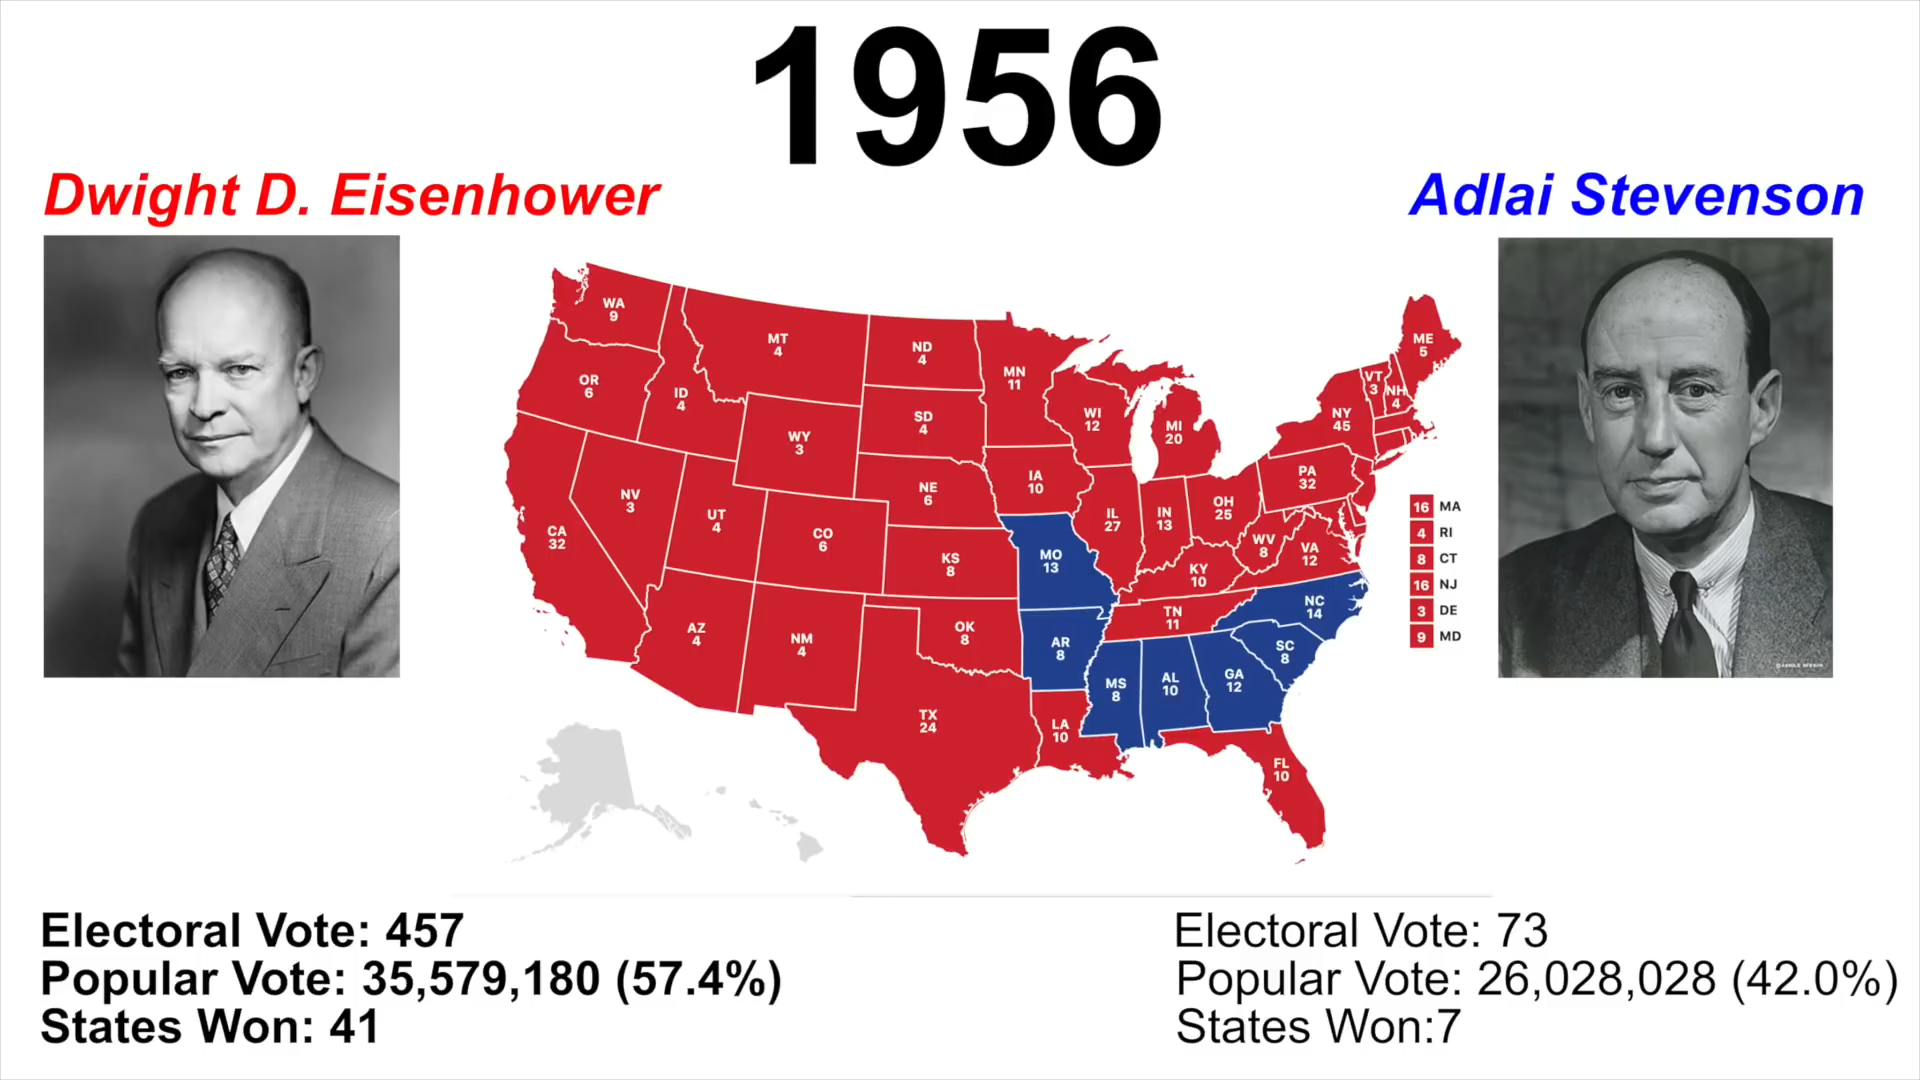 1956
Dwight D. Eisenhower
Adlai Stevenson
WA
9
MT
4
ND
4
MN
11
ME
5
VT
3
NH
4
OR
6
ID
4
SD
4
WI
12
MI
20
NY
45
WY
3
IA
10
PA
32
NE
6
NV
3
UT
4
CO
6
IL
27
IN
13
OH
25
CA
32
KS
8
MO
13
WV
8
VA
12
KY
10
16 MA
4 RI
8 CT
16 NJ
3 DE
9 MD
AZ
4
NM
4
OK
8
AR
8
TN
11
NC
14
SC
8
MS
8
AL
10
GA
12
TX
24
LA
10
FL
10
Electoral Vote: 457
Popular Vote: 35,579,180 (57.4%)
States Won: 41
Electoral Vote: 73
Popular Vote: 26,028,028 (42.0%)
States Won:7